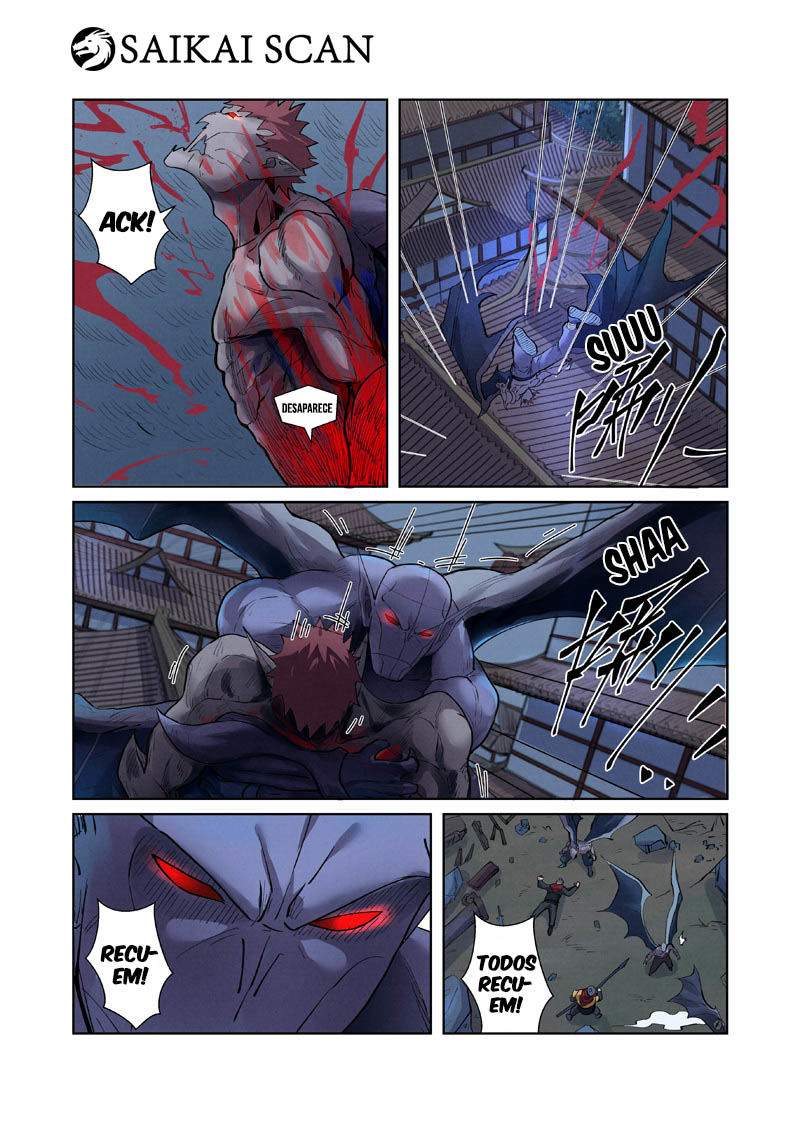 SAIKAI SCAN
ACK!
DESAPARECE
SUUU
SHAA
RECU-
EM!
TODOS
RECU-
EM!